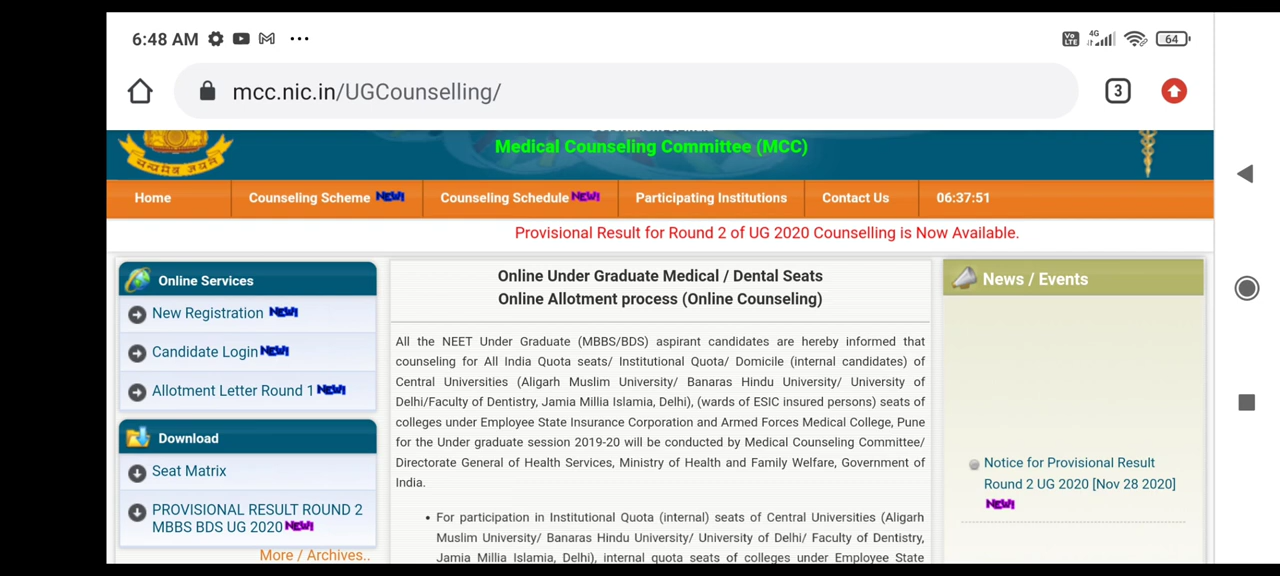 6:48 AM
Vo LTE 4G 64
mcc.nic.in/UGCounselling/ 3
Medical Counseling Committee (MCC)
Home Counseling Scheme NEW! Counseling Schedule NEW! Participating Institutions Contact Us 06:37:51
Provisional Result for Round 2 of UG 2020 Counselling is Now Available.
Online Services
New Registration NEW!
Candidate Login NEW!
Allotment Letter Round 1 NEW!
Download
Seat Matrix
PROVISIONAL RESULT ROUND 2
MBBS BDS UG 2020 NEW!
More / Archives..
Online Under Graduate Medical / Dental Seats
Online Allotment process (Online Counseling)
All the NEET Under Graduate (MBBS/BDS) aspirant candidates are hereby informed that
counseling for All India Quota seats/ Institutional Quota/ Domicile (internal candidates) of
Central Universities (Aligarh Muslim University/ Banaras Hindu University/ University of
Delhi/Faculty of Dentistry, Jamia Millia Islamia, Delhi), (wards of ESIC insured persons) seats of
colleges under Employee State Insurance Corporation and Armed Forces Medical College, Pune
for the Under graduate session 2019-20 will be conducted by Medical Counseling Committee/
Directorate General of Health Services, Ministry of Health and Family Welfare, Government of
India.
• For participation in Institutional Quota (internal) seats of Central Universities (Aligarh
Muslim University/ Banaras Hindu University/ University of Delhi/ Faculty of Dentistry,
Jamia Millia Islamia, Delhi), internal quota seats of colleges under Employee State
News / Events
Notice for Provisional Result
Round 2 UG 2020 [Nov 28 2020]
NEW!